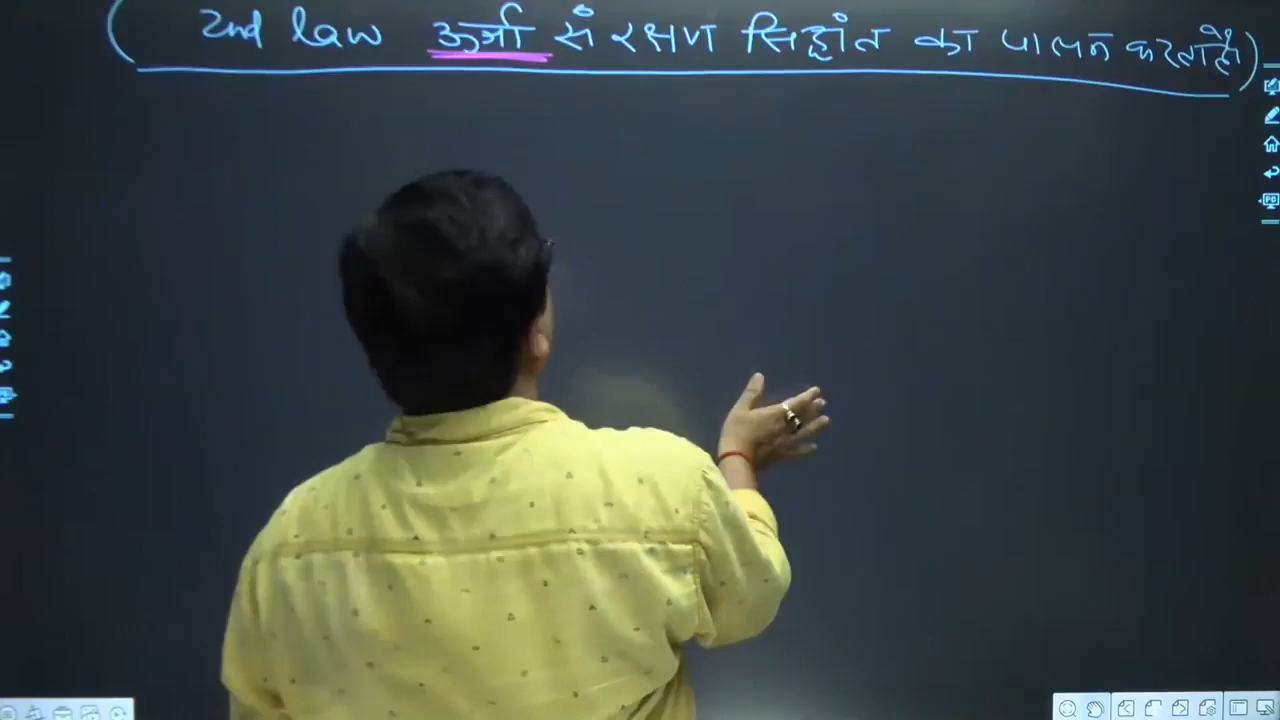 (2nd law ऊर्जा संरक्षण सिद्धांत का पालन करता है।)